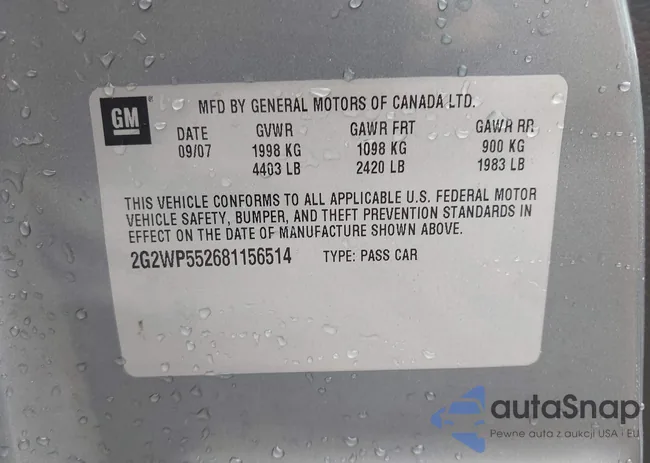 GM
MFD BY GENERAL MOTORS OF CANADA LTD.
DATE GVWR GAWR FRT GAWR RR
09/07 1998 KG 1098 KG 900 KG
4403 LB 2420 LB 1983 LB
THIS VEHICLE CONFORMS TO ALL APPLICABLE U.S. FEDERAL MOTOR
VEHICLE SAFETY, BUMPER, AND THEFT PREVENTION STANDARDS IN
EFFECT ON THE DATE OF MANUFACTURE SHOWN ABOVE.
2G2WP552681156514 TYPE: PASS CAR
autaSnap
Pewne auta z aukcji USA i EU